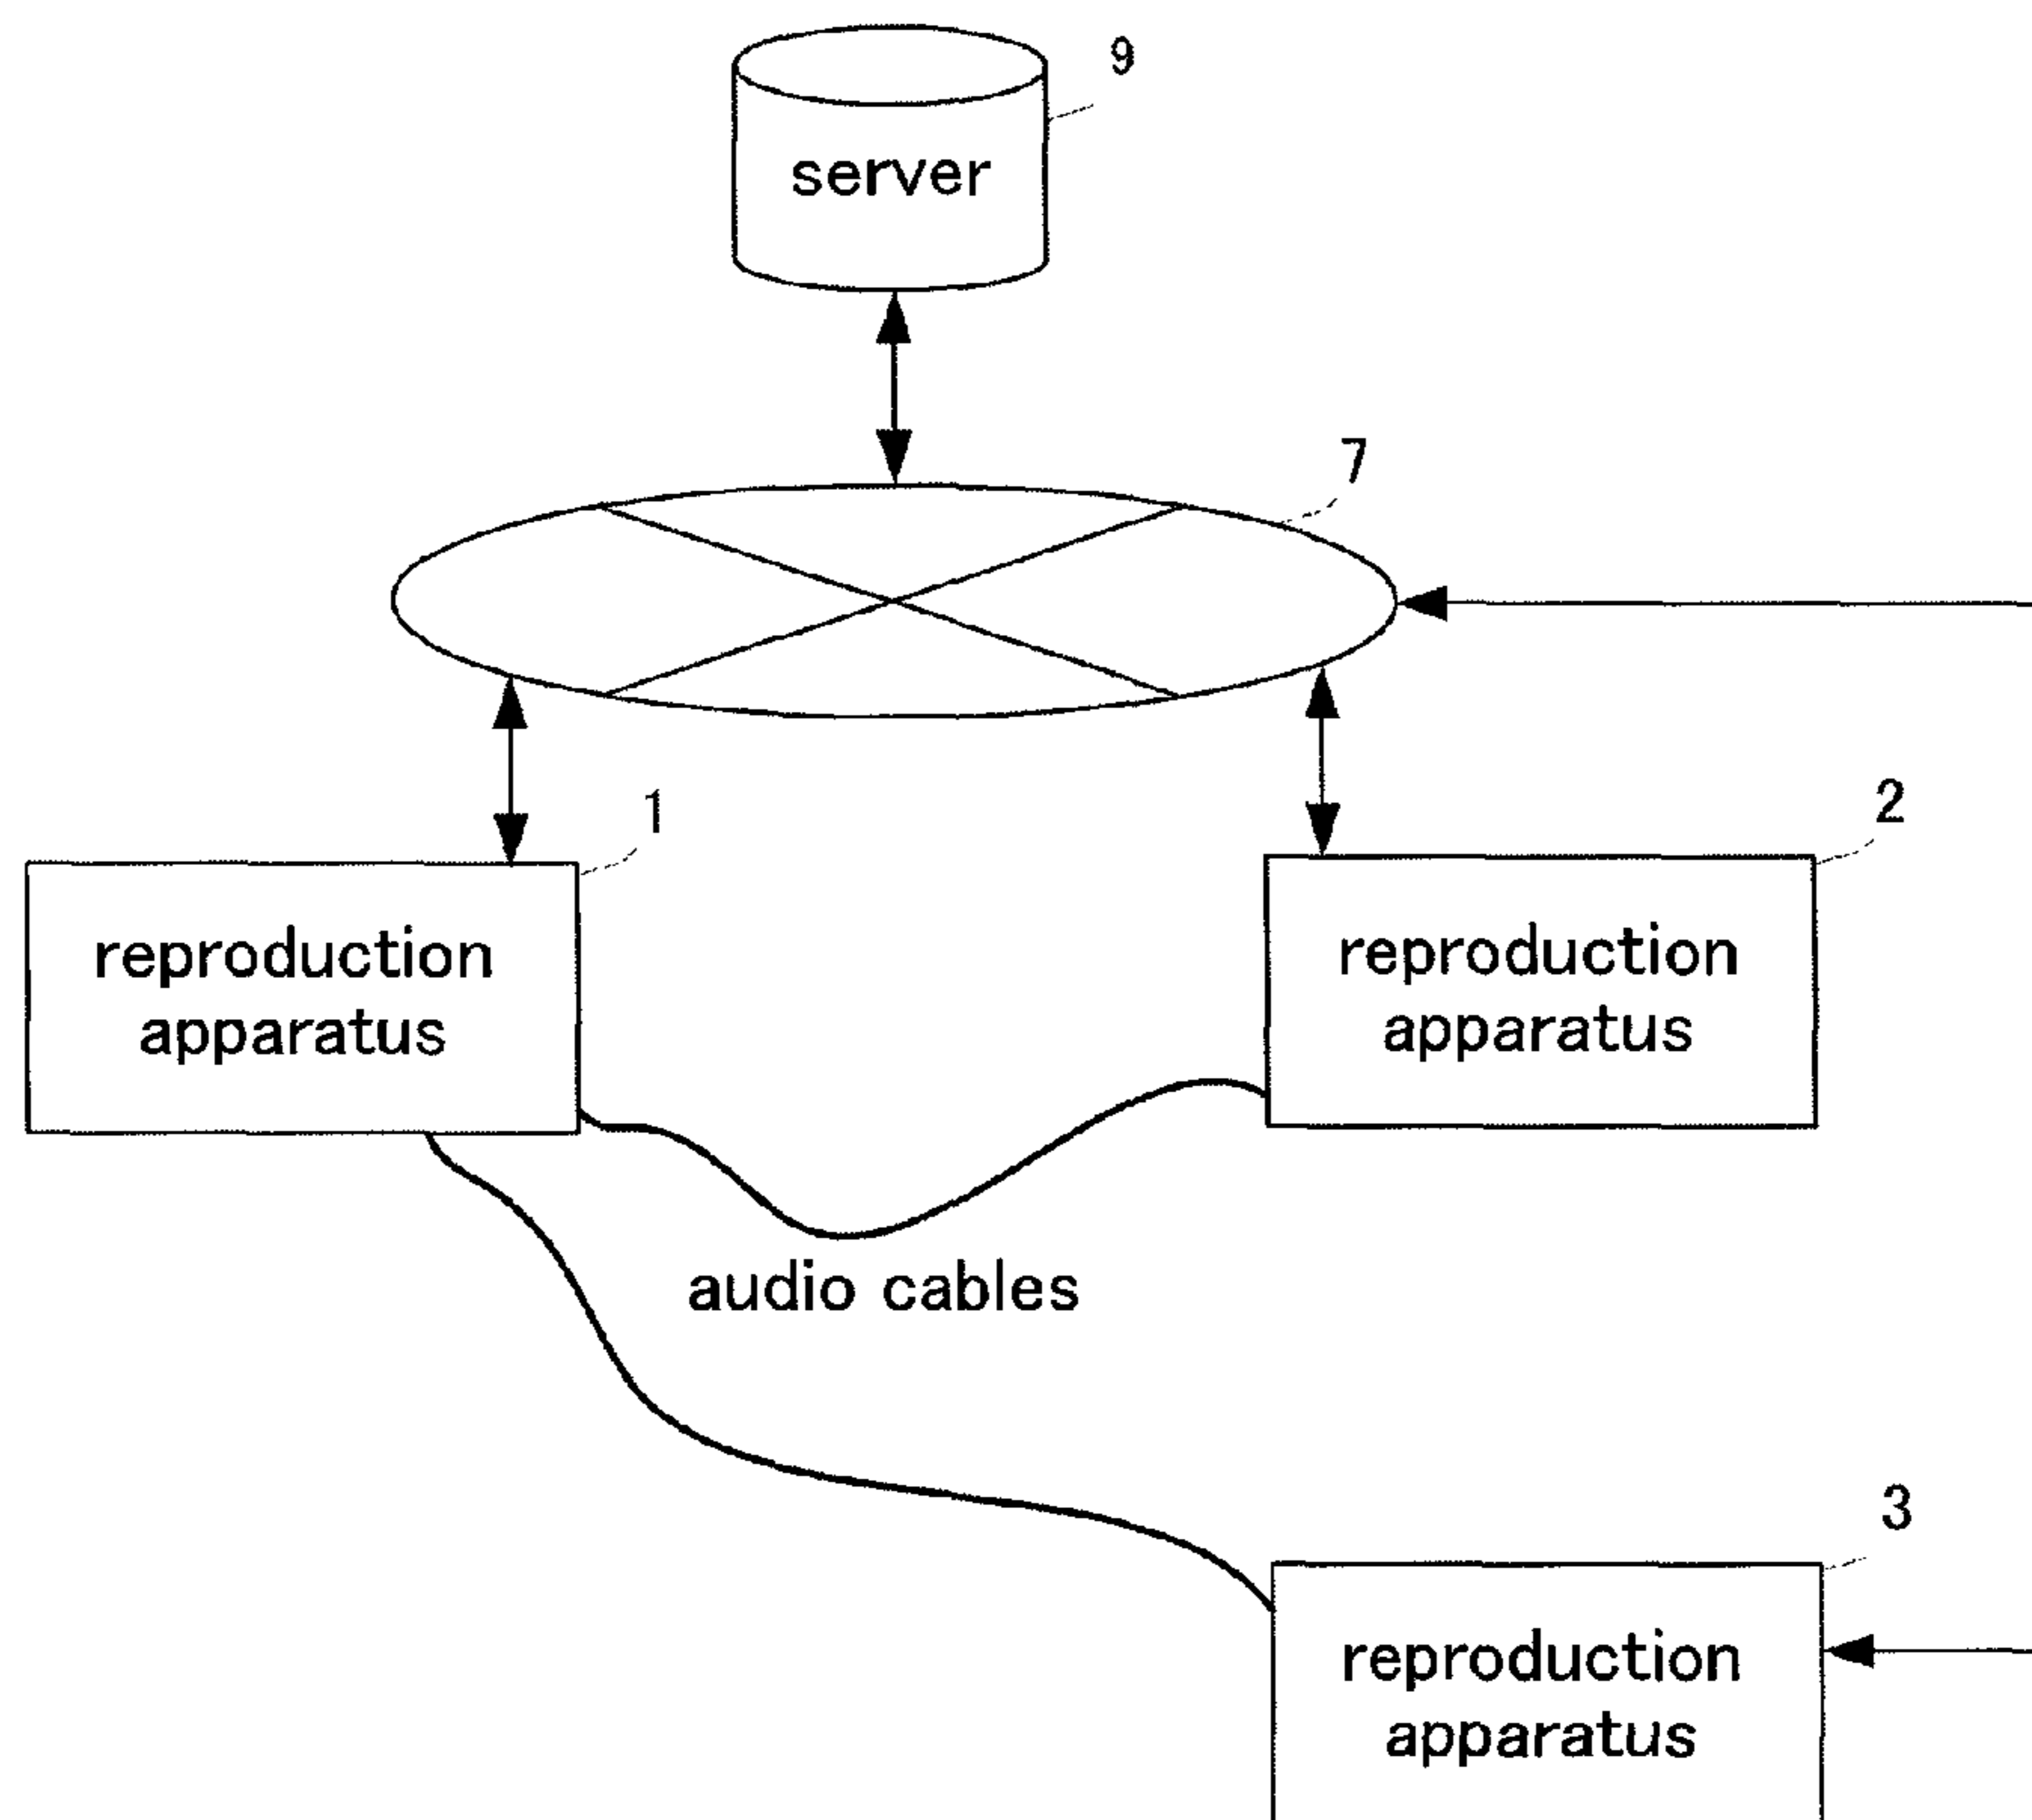 9
server
7
1
2
reproduction
apparatus
reproduction
apparatus
audio cables
3
reproduction
apparatus